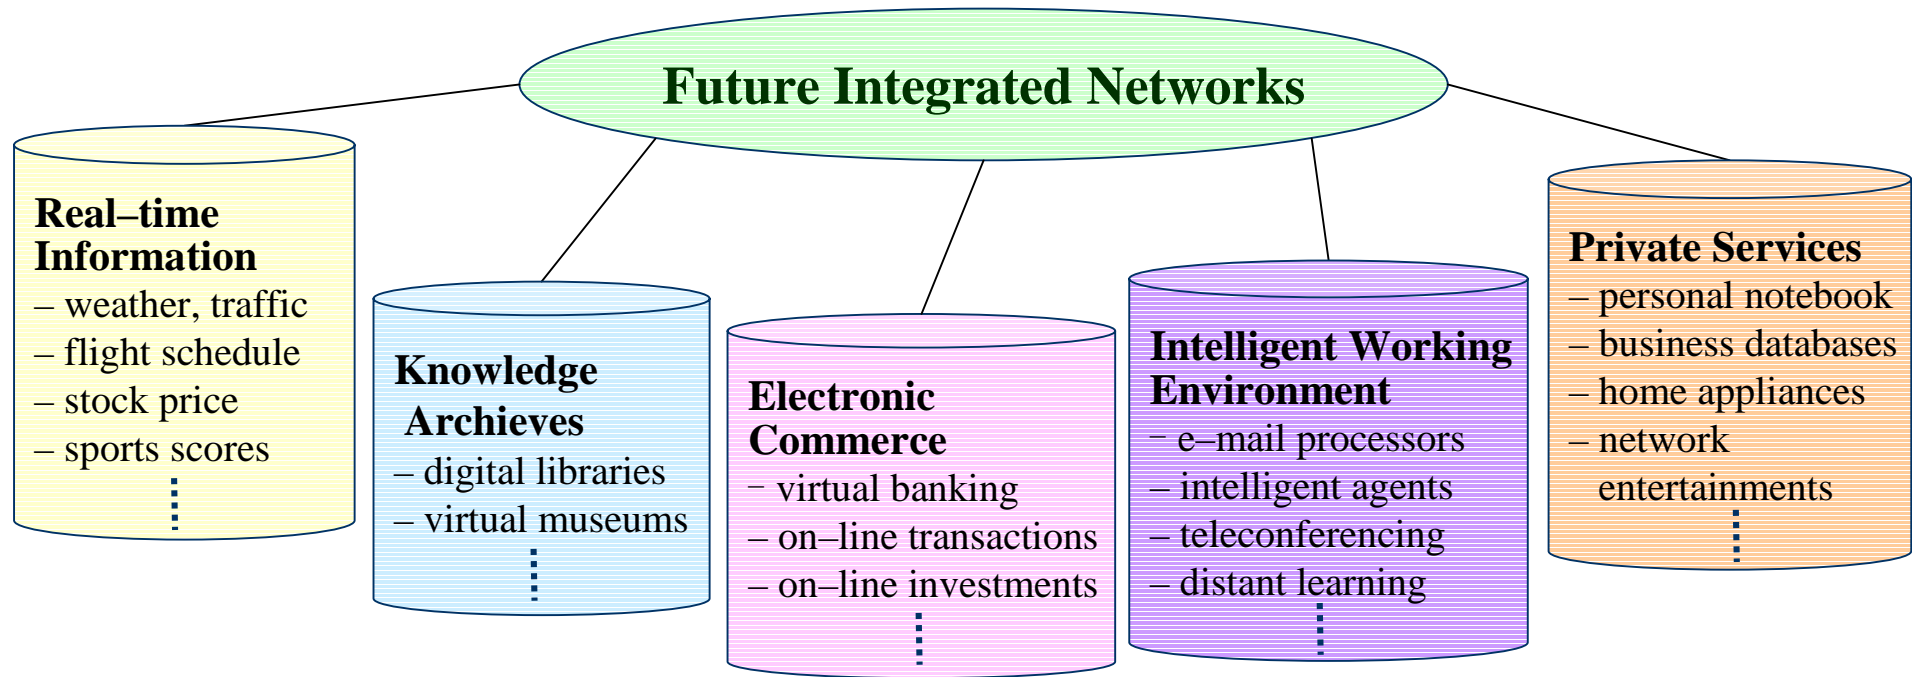 Future Integrated Networks
Real–time
Information
– weather, traffic
– flight schedule
– stock price
– sports scores
Knowledge
Archieves
– digital libraries
– virtual museums
Electronic
Commerce
– virtual banking
– on–line transactions
– on–line investments
Intelligent Working
Environment
– e–mail processors
– intelligent agents
– teleconferencing
– distant learning
Private Services
– personal notebook
– business databases
– home appliances
– network
entertainments